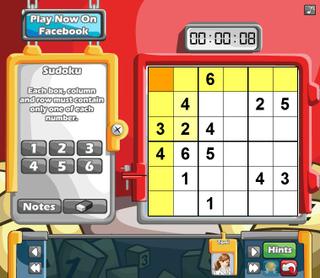 Play Now On
Facebook
00:00:08
Sudoku
Each box, column
and row must contain
only one of each
number.
1 2 3
4 5 6
Notes
6
4 2 5
3 2 4
4 6 5
1 4 3
1
Hints